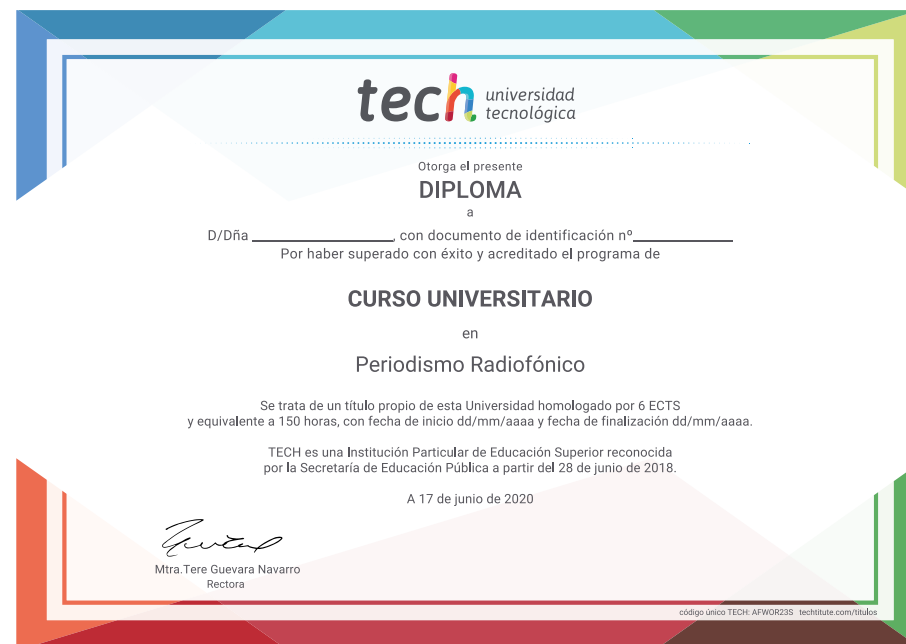 tech universidad
tecnológica
Otorga el presente
DIPLOMA
a
D/Dña ____________, con documento de identificación nº____________
Por haber superado con éxito y acreditado el programa de
CURSO UNIVERSITARIO
en
Periodismo Radiofónico
Se trata de un título propio de esta Universidad homologado por 6 ECTS
y equivalente a 150 horas, con fecha de inicio dd/mm/aaaa y fecha de finalización dd/mm/aaaa.
TECH es una Institución Particular de Educación Superior reconocida
por la Secretaría de Educación Pública a partir del 28 de junio de 2018.
A 17 de junio de 2020
Mtra.Tere Guevara Navarro
Rectora
código único TECH: AFWOR23S techtitute.com/titulos